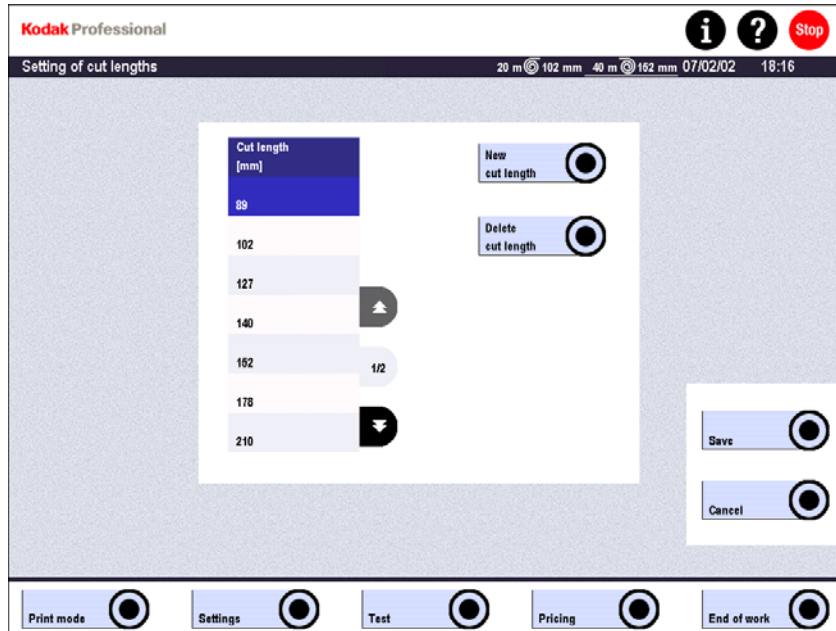 Kodak Professional
i ? Stop
Setting of cut lengths 20 m 102 mm 40 m 152 mm 07/02/02 18:16
Cut length
[mm]
89
102
127
140
152
178
210
1/2
New
cut length
Delete
cut length
Save
Cancel
Print mode Settings Test Pricing End of work